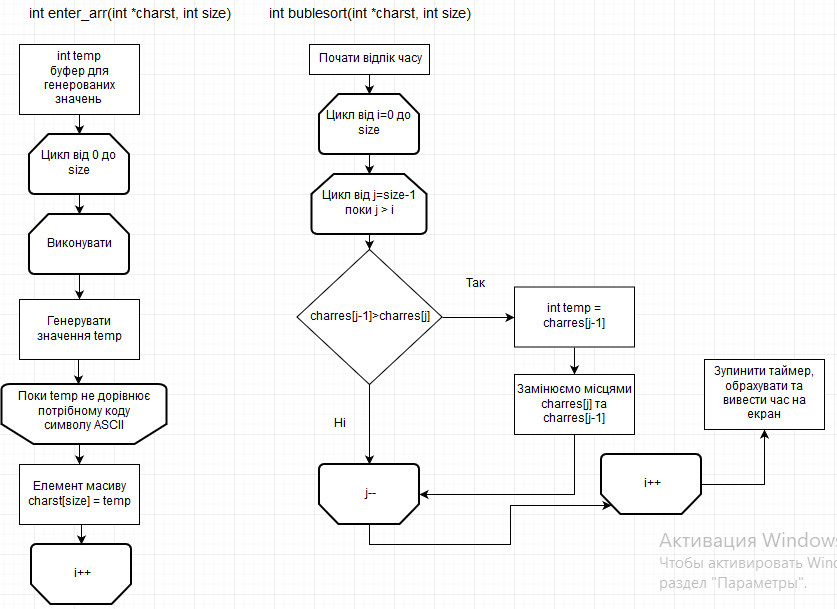 int enter_arr(int *charst, int size)
int temp
буфер для
генерованих
значень
Цикл від 0 до
size
Виконувати
Генерувати
значення temp
Поки temp не дорівнює
потрібному коду
символу ASCII
Елемент масиву
charst[size] = temp
i++
int bublesort(int *charst, int size)
Почати відлік часу
Цикл від i=0 до
size
Цикл від j=size-1
поки j > i
charres[j-1]>charres[j]
Так
int temp =
charres[j-1]
Замінюємо місцями
charres[j] та
charres[j-1]
Ні
j--
i++
Зупинити таймер,
обрахувати та
вивести час на
екран
Активация Windows
Чтобы активировать Wind
раздел "Параметры".